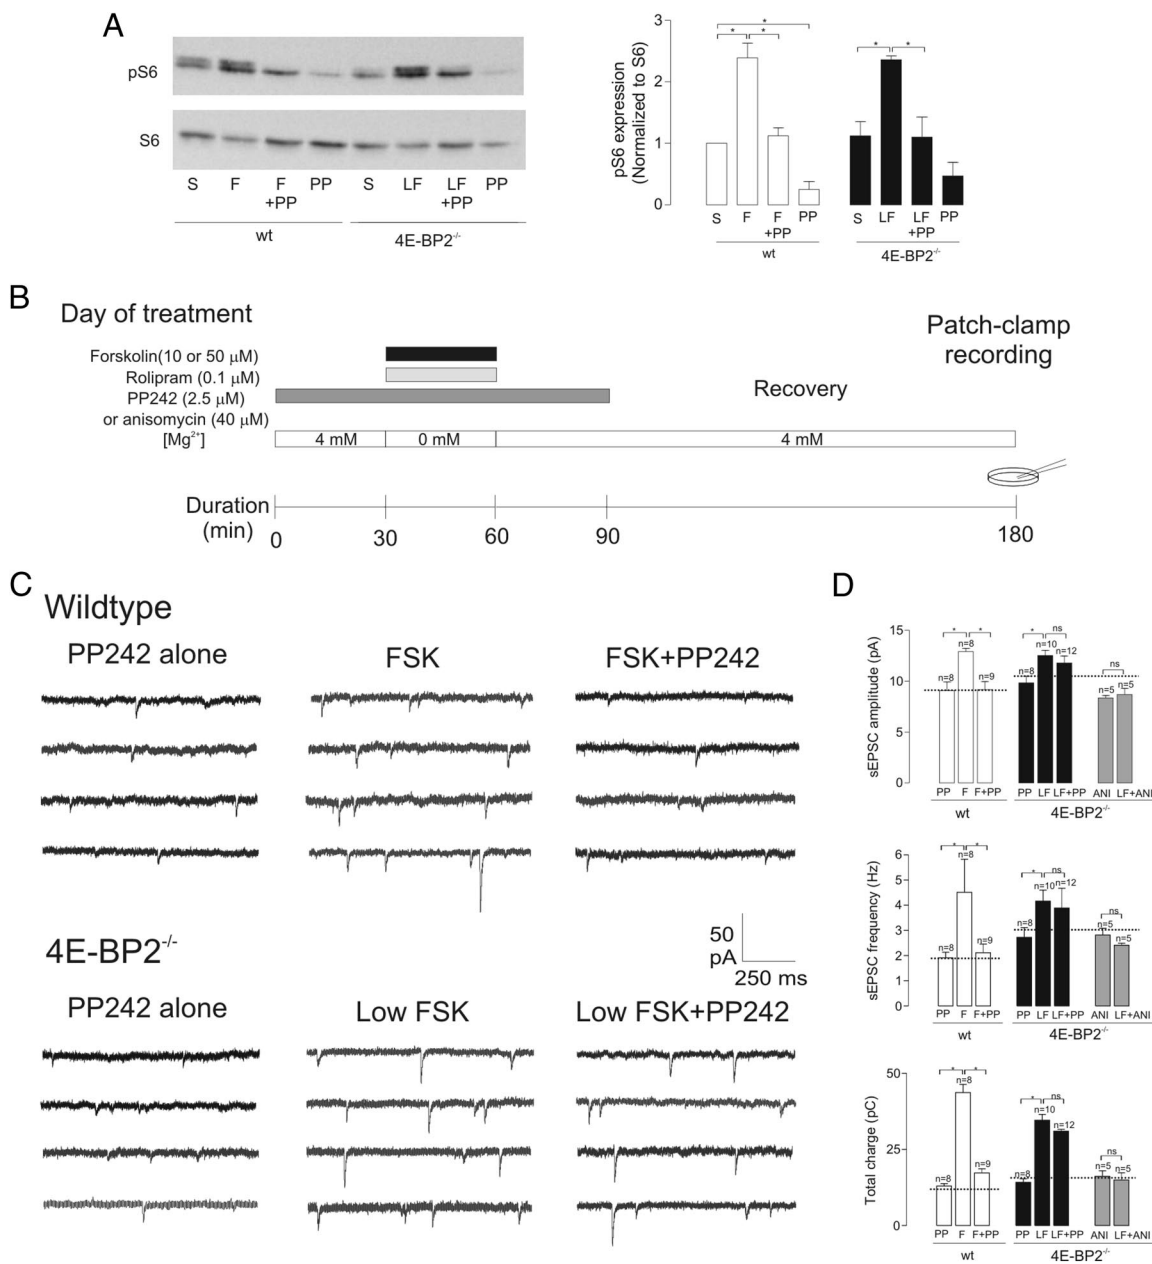 A
pS6
S6
S F F PP S LF LF PP
+PP +PP
wt 4E-BP2-/-
pS6 expression
(Normalized to S6)
3
2
1
0
* * *
* *
S F F PP S LF LF PP
+PP +PP
wt 4E-BP2-/-
B
Day of treatment
Patch-clamp
recording
Forskolin(10 or 50 μM)
Rolipram (0.1 μM)
PP242 (2.5 μM)
or anisomycin (40 μM)
Recovery
[Mg2+] 4 mM 0 mM 4 mM
Duration
(min)
0 30 60 90 180
C
Wildtype
PP242 alone FSK FSK+PP242
50
pA
250 ms
4E-BP2-/-
PP242 alone Low FSK Low FSK+PP242
D
sEPSC amplitude (pA)
15
10
5
0
* * * ns ns
n=8 n=8 n=9 n=8 n=10 n=12 n=5 n=5
PP F F+PP PP LF LF+PP ANI LF+ANI
wt 4E-BP2-/-
sEPSC frequency (Hz)
6
5
4
3
2
1
0
* * * ns ns
n=8 n=8 n=9 n=8 n=10 n=12 n=5 n=5
PP F F+PP PP LF LF+PP ANI LF+ANI
wt 4E-BP2-/-
Total charge (pC)
50
25
0
* * * ns ns
n=8 n=8 n=9 n=8 n=10 n=12 n=5 n=5
PP F F+PP PP LF LF+PP ANI LF+ANI
wt 4E-BP2-/-